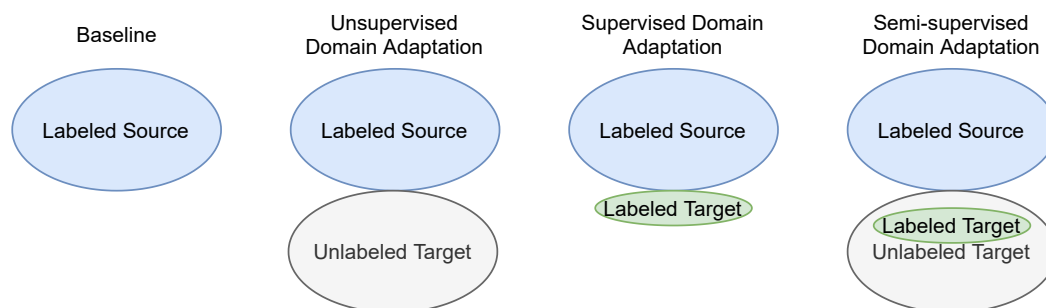 Baseline
Labeled Source
Unsupervised
Domain Adaptation
Labeled Source
Unlabeled Target
Supervised Domain
Adaptation
Labeled Source
Labeled Target
Semi-supervised
Domain Adaptation
Labeled Source
Labeled Target
Unlabeled Target